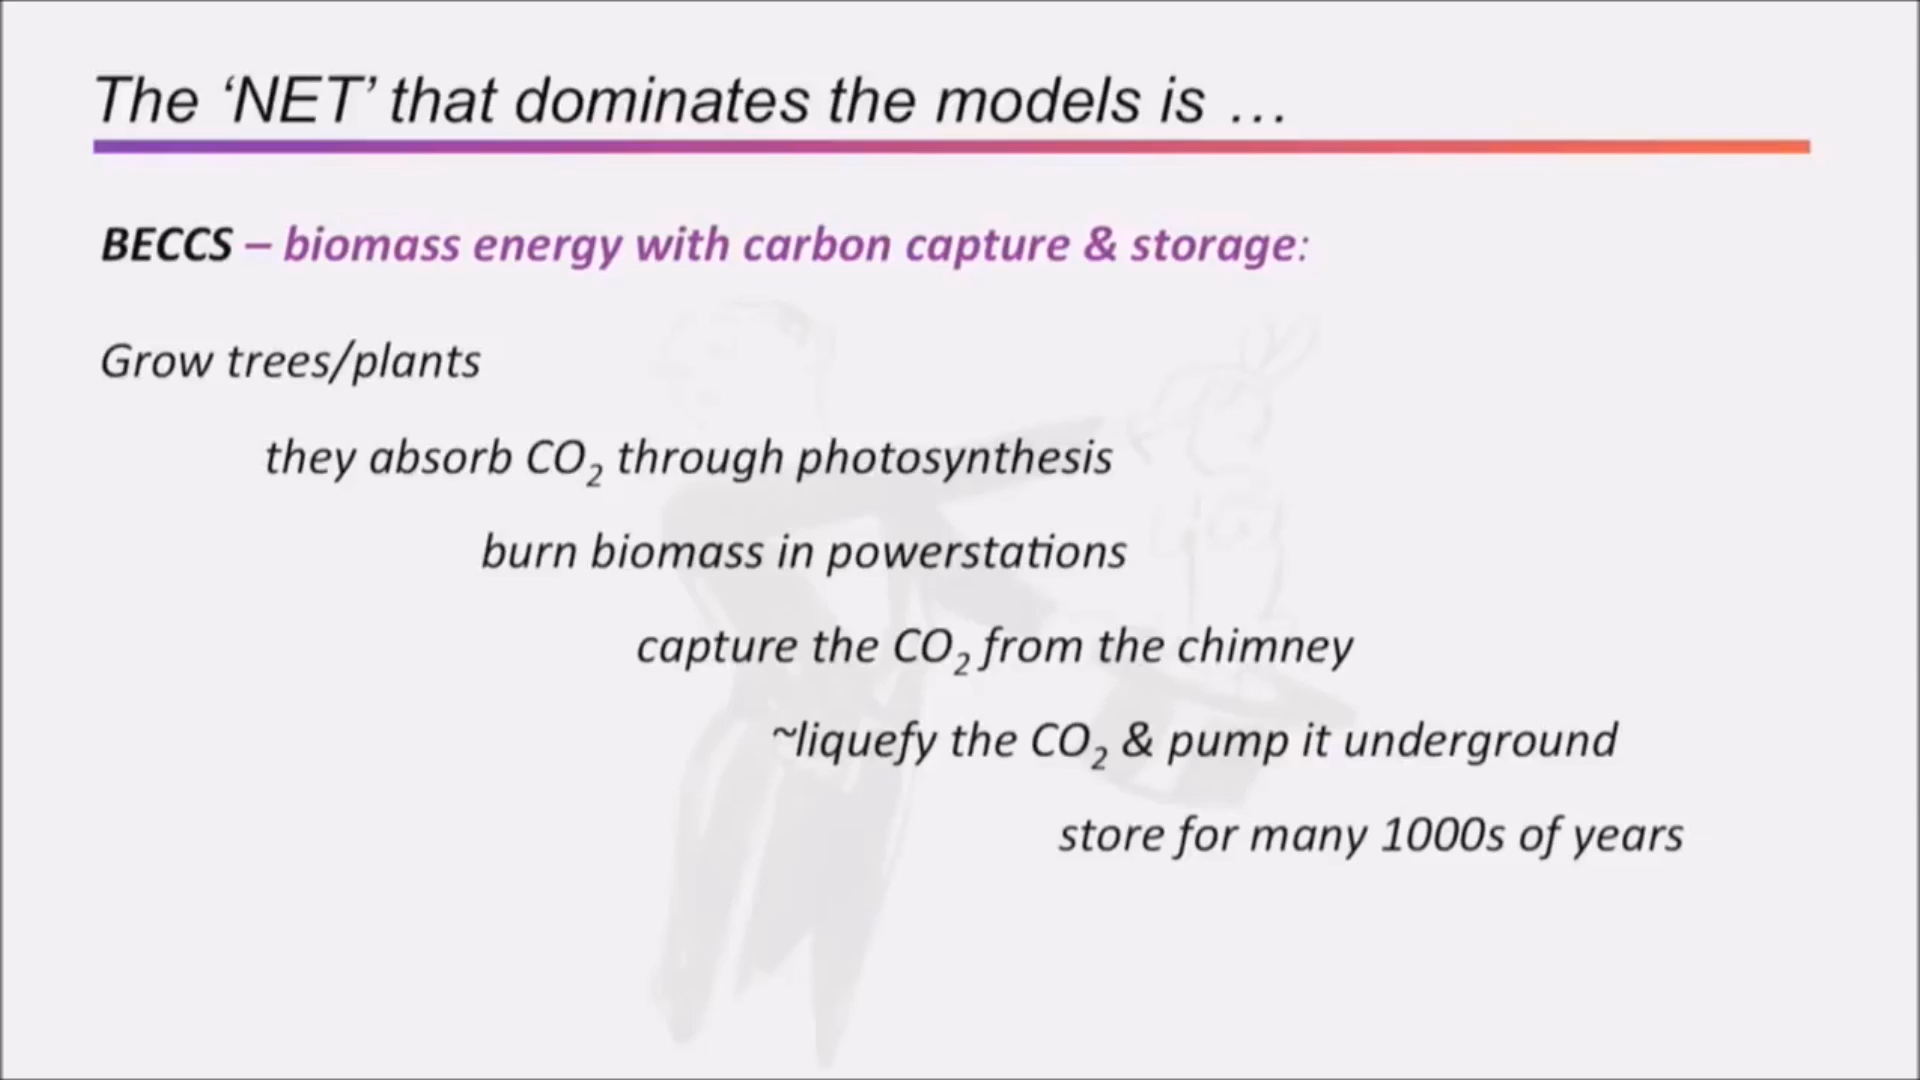 The ‘NET’ that dominates the models is …
BECCS – biomass energy with carbon capture & storage:
Grow trees/plants
they absorb CO₂ through photosynthesis
burn biomass in powerstations
capture the CO₂ from the chimney
~liquefy the CO₂ & pump it underground
store for many 1000s of years